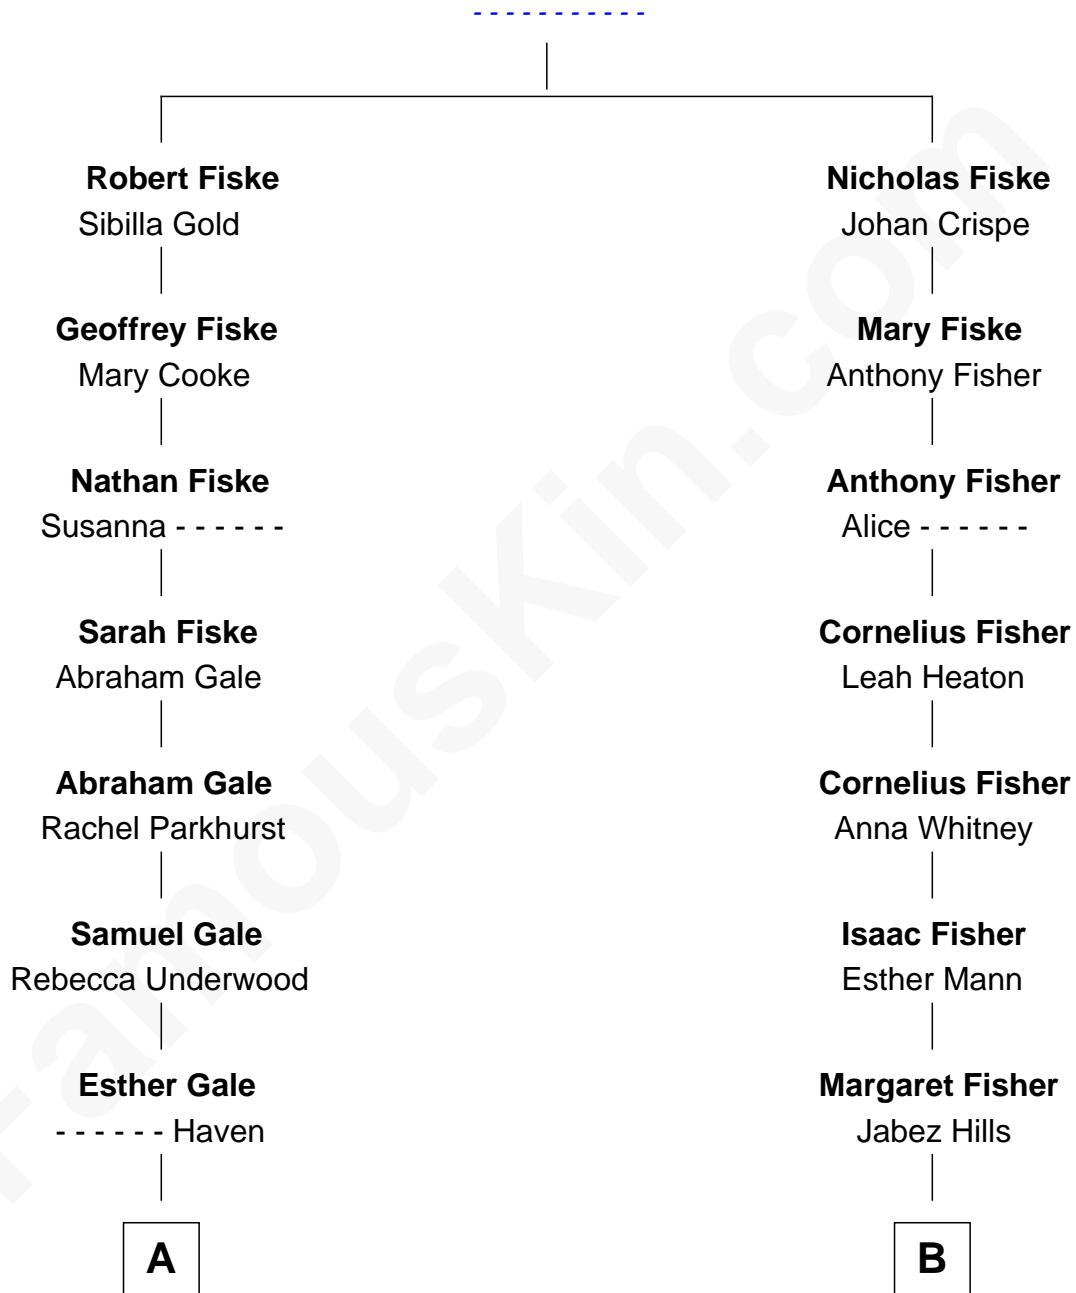 - - - - - - - - - - -
Robert Fiske
Sibilla Gold
Nicholas Fiske
Johan Crispe
Geoffrey Fiske
Mary Cooke
Mary Fiske
Anthony Fisher
Nathan Fiske
Susanna - - - - - -
Anthony Fisher
Alice - - - - - -
Sarah Fiske
Abraham Gale
Cornelius Fisher
Leah Heaton
Abraham Gale
Rachel Parkhurst
Cornelius Fisher
Anna Whitney
Samuel Gale
Rebecca Underwood
Isaac Fisher
Esther Mann
Esther Gale
- - - - - - Haven
Margaret Fisher
Jabez Hills
A
B
FamousKin.com